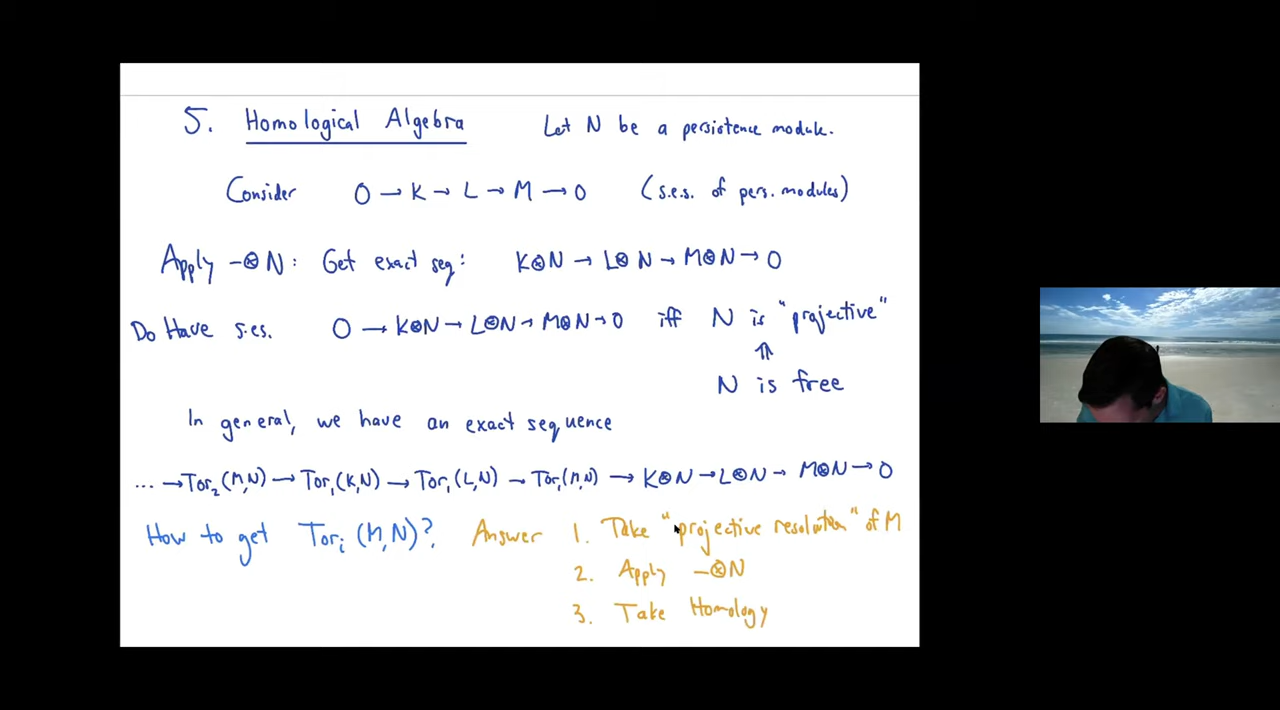 5. Homological Algebra Let N be a persistence module.
Consider 0 → K → L → M → 0 (s.e.s. of pers. modules)
Apply -⊗N: Get exact seq: K⊗N → L⊗N → M⊗N → 0
Do Have s.e.s. 0 → K⊗N → L⊗N → M⊗N → 0 iff N is "projective"
⇑
N is free
In general, we have an exact sequence
... → Tor₂(M,N) → Tor₁(K,N) → Tor₁(L,N) → Tor₁(M,N) → K⊗N → L⊗N → M⊗N → 0
How to get Torᵢ(M,N)? Answer 1. Take "projective resolution" of M
2. Apply -⊗N
3. Take Homology